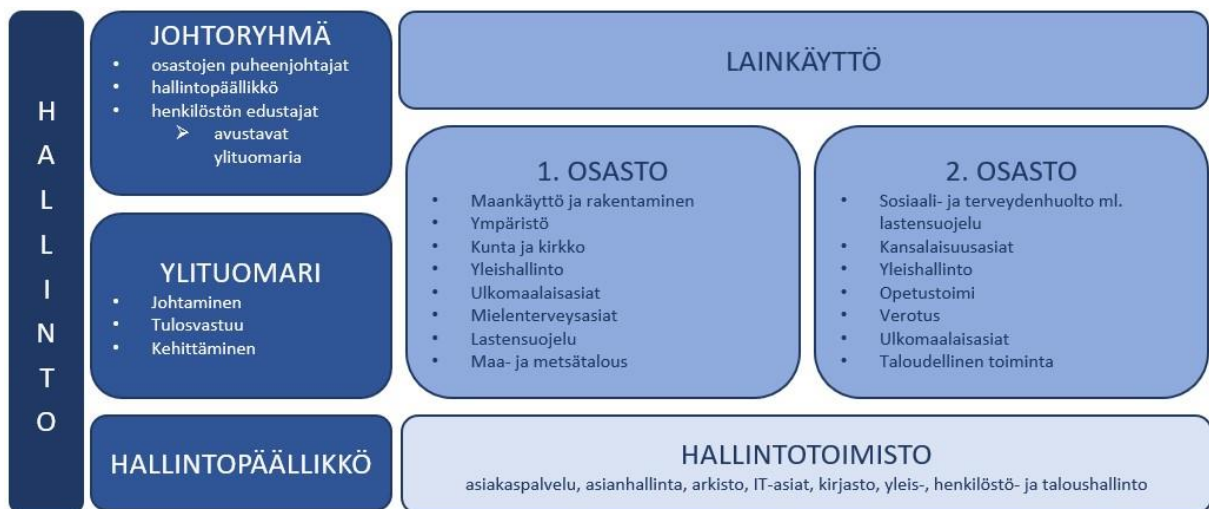 HALLINTO
JOHTORYHMÄ
• osastojen puheenjohtajat
• hallintopäällikkö
• henkilöstön edustajat
➢ avustavat
ylituomaria
YLITUOMARI
• Johtaminen
• Tulosvastuu
• Kehittäminen
HALLINTOPÄÄLLIKKÖ
LAINKÄYTTÖ
1. OSASTO
• Maankäyttö ja rakentaminen
• Ympäristö
• Kunta ja kirkko
• Yleishallinto
• Ulkomaalaisasiat
• Mielenterveysasiat
• Lastensuojelu
• Maa- ja metsätalous
2. OSASTO
• Sosiaali- ja terveydenhuolto ml.
lastensuojelu
• Kansalaisuusasiat
• Yleishallinto
• Opetustoimi
• Verotus
• Ulkomaalaisasiat
• Taloudellinen toiminta
HALLINTOTOIMISTO
asiakaspalvelu, asianhallinta, arkisto, IT-asiat, kirjasto, yleis-, henkilöstö- ja taloushallinto